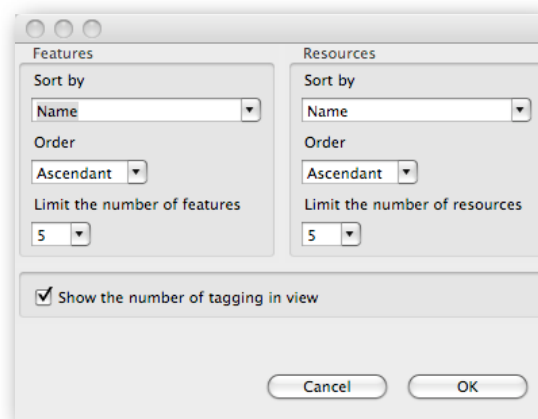 Features
Sort by
Name
Order
Ascendant
Limit the number of features
5
Resources
Sort by
Name
Order
Ascendant
Limit the number of resources
5
Show the number of tagging in view
Cancel
OK